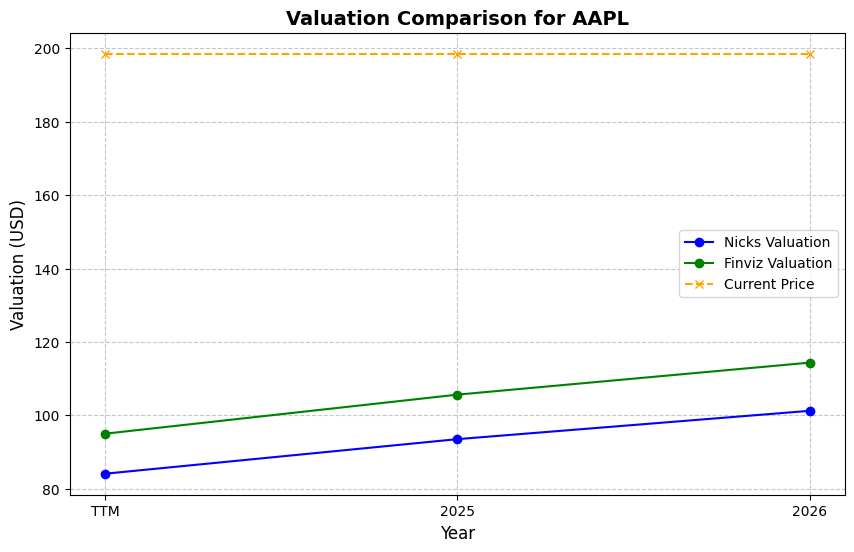 Valuation Comparison for AAPL
Valuation (USD)
200
180
160
140
120
100
80
Nicks Valuation
Finviz Valuation
Current Price
TTM
2025
2026
Year